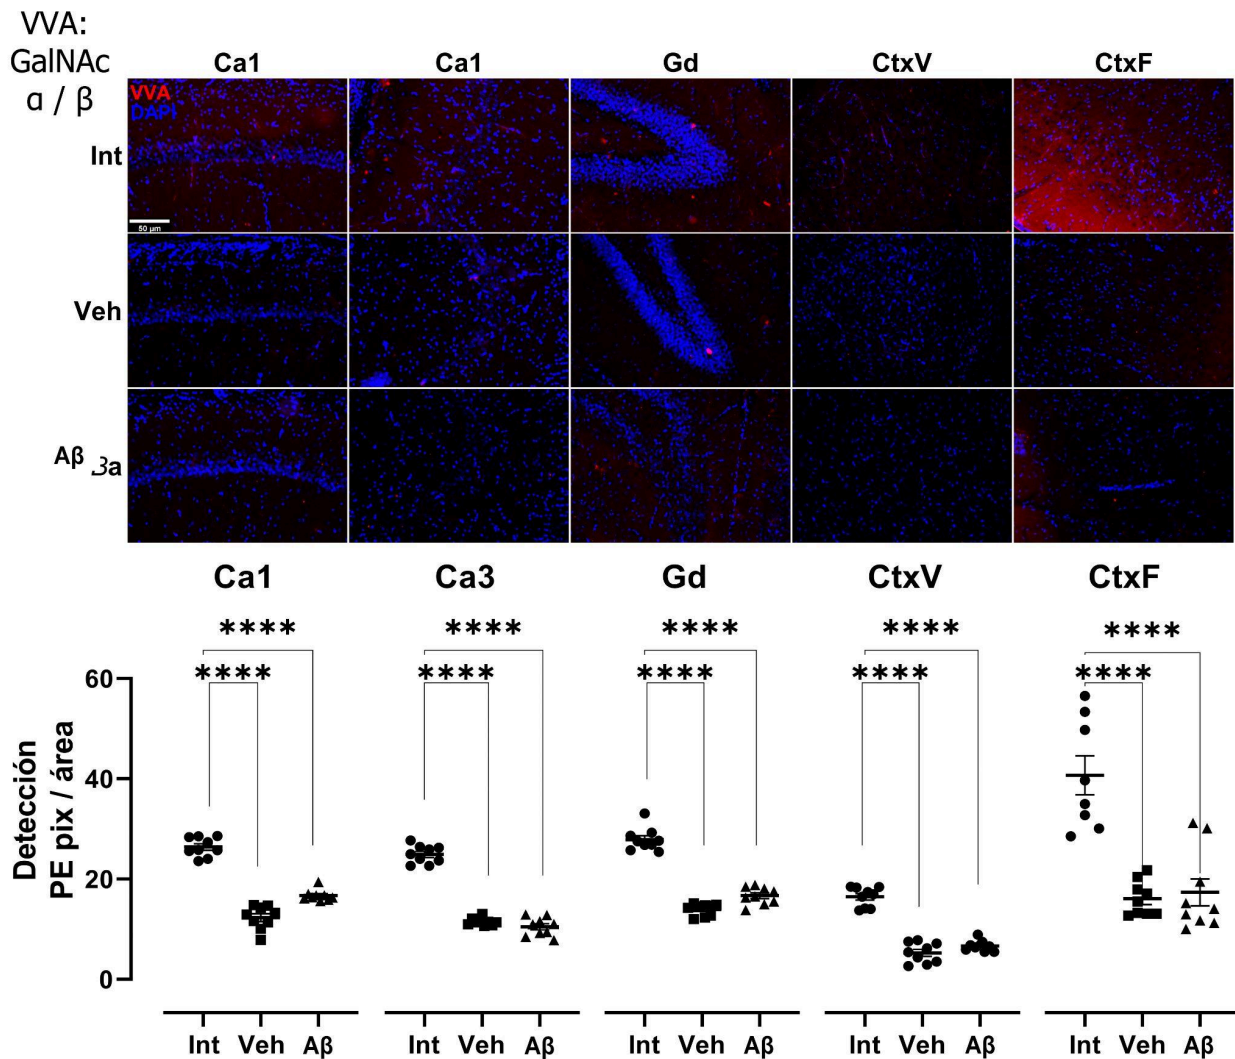 VVA:
GalNAc
α / β
Ca1 Ca1 Gd CtxV CtxF
VVA
DAPI
Int
50 µm
Veh
Aβ 3a
Ca1 Ca3 Gd CtxV CtxF
**** **** **** **** ****
**** **** **** **** ****
Detección
PE pix / área
60
40
20
0
Int Veh Aβ Int Veh Aβ Int Veh Aβ Int Veh Aβ Int Veh Aβ